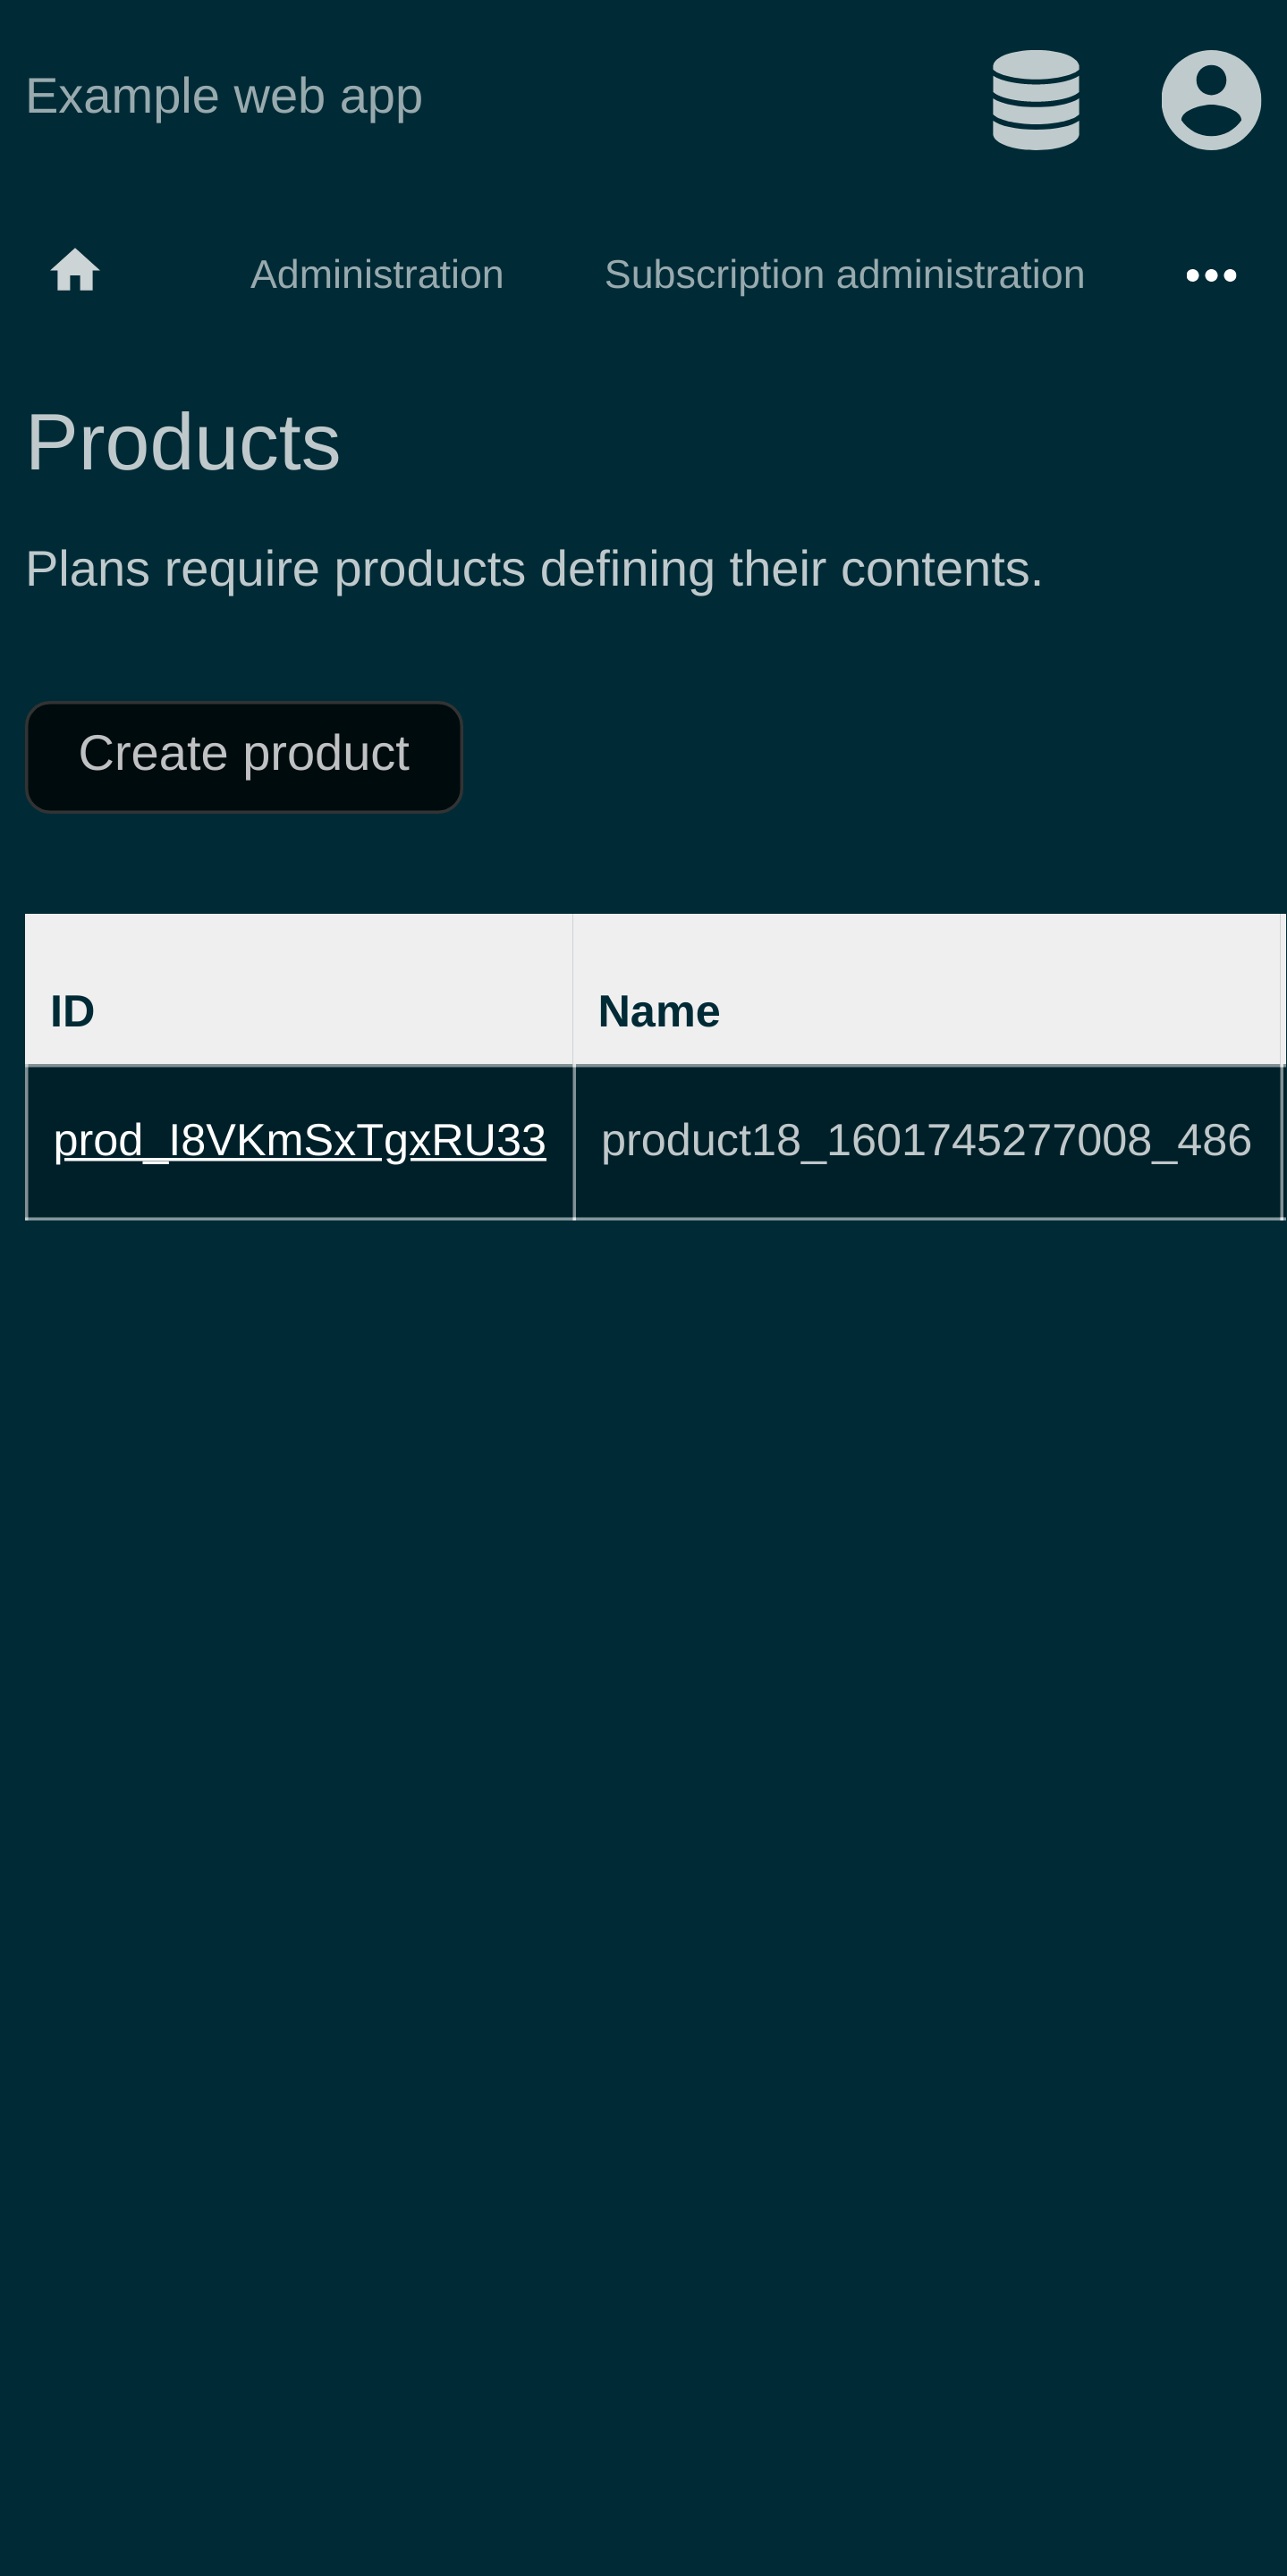 Example web app
Administration Subscription administration
Products
Plans require products defining their contents.
Create product
ID Name
prod_I8VKmSxTgxRU33 product18_1601745277008_486